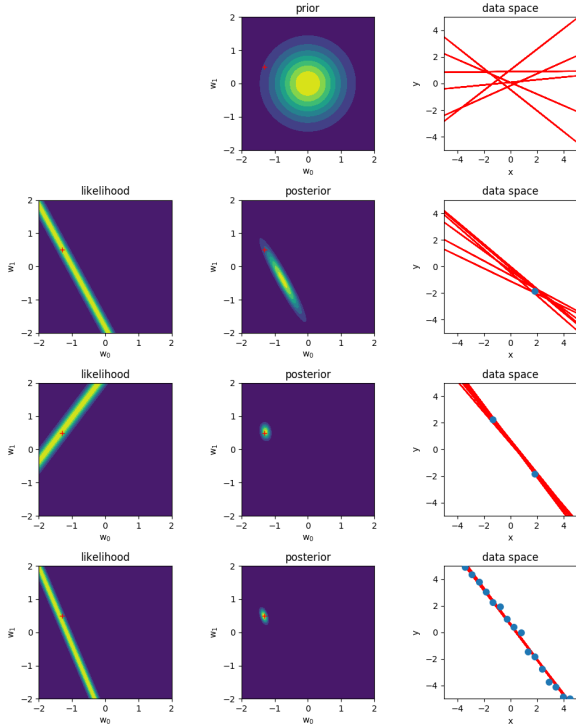 prior
data space
2
1
0
−1
−2
w₁
−2 −1 0 1 2
w₀
4
2
0
−2
−4
y
−4 −2 0 2 4
x
likelihood
posterior
data space
2
1
0
−1
−2
w₁
−2 −1 0 1 2
w₀
2
1
0
−1
−2
w₁
−2 −1 0 1 2
w₀
4
2
0
−2
−4
y
−4 −2 0 2 4
x
likelihood
posterior
data space
2
1
0
−1
−2
w₁
−2 −1 0 1 2
w₀
2
1
0
−1
−2
w₁
−2 −1 0 1 2
w₀
4
2
0
−2
−4
y
−4 −2 0 2 4
x
likelihood
posterior
data space
2
1
0
−1
−2
w₁
−2 −1 0 1 2
w₀
2
1
0
−1
−2
w₁
−2 −1 0 1 2
w₀
4
2
0
−2
−4
y
−4 −2 0 2 4
x